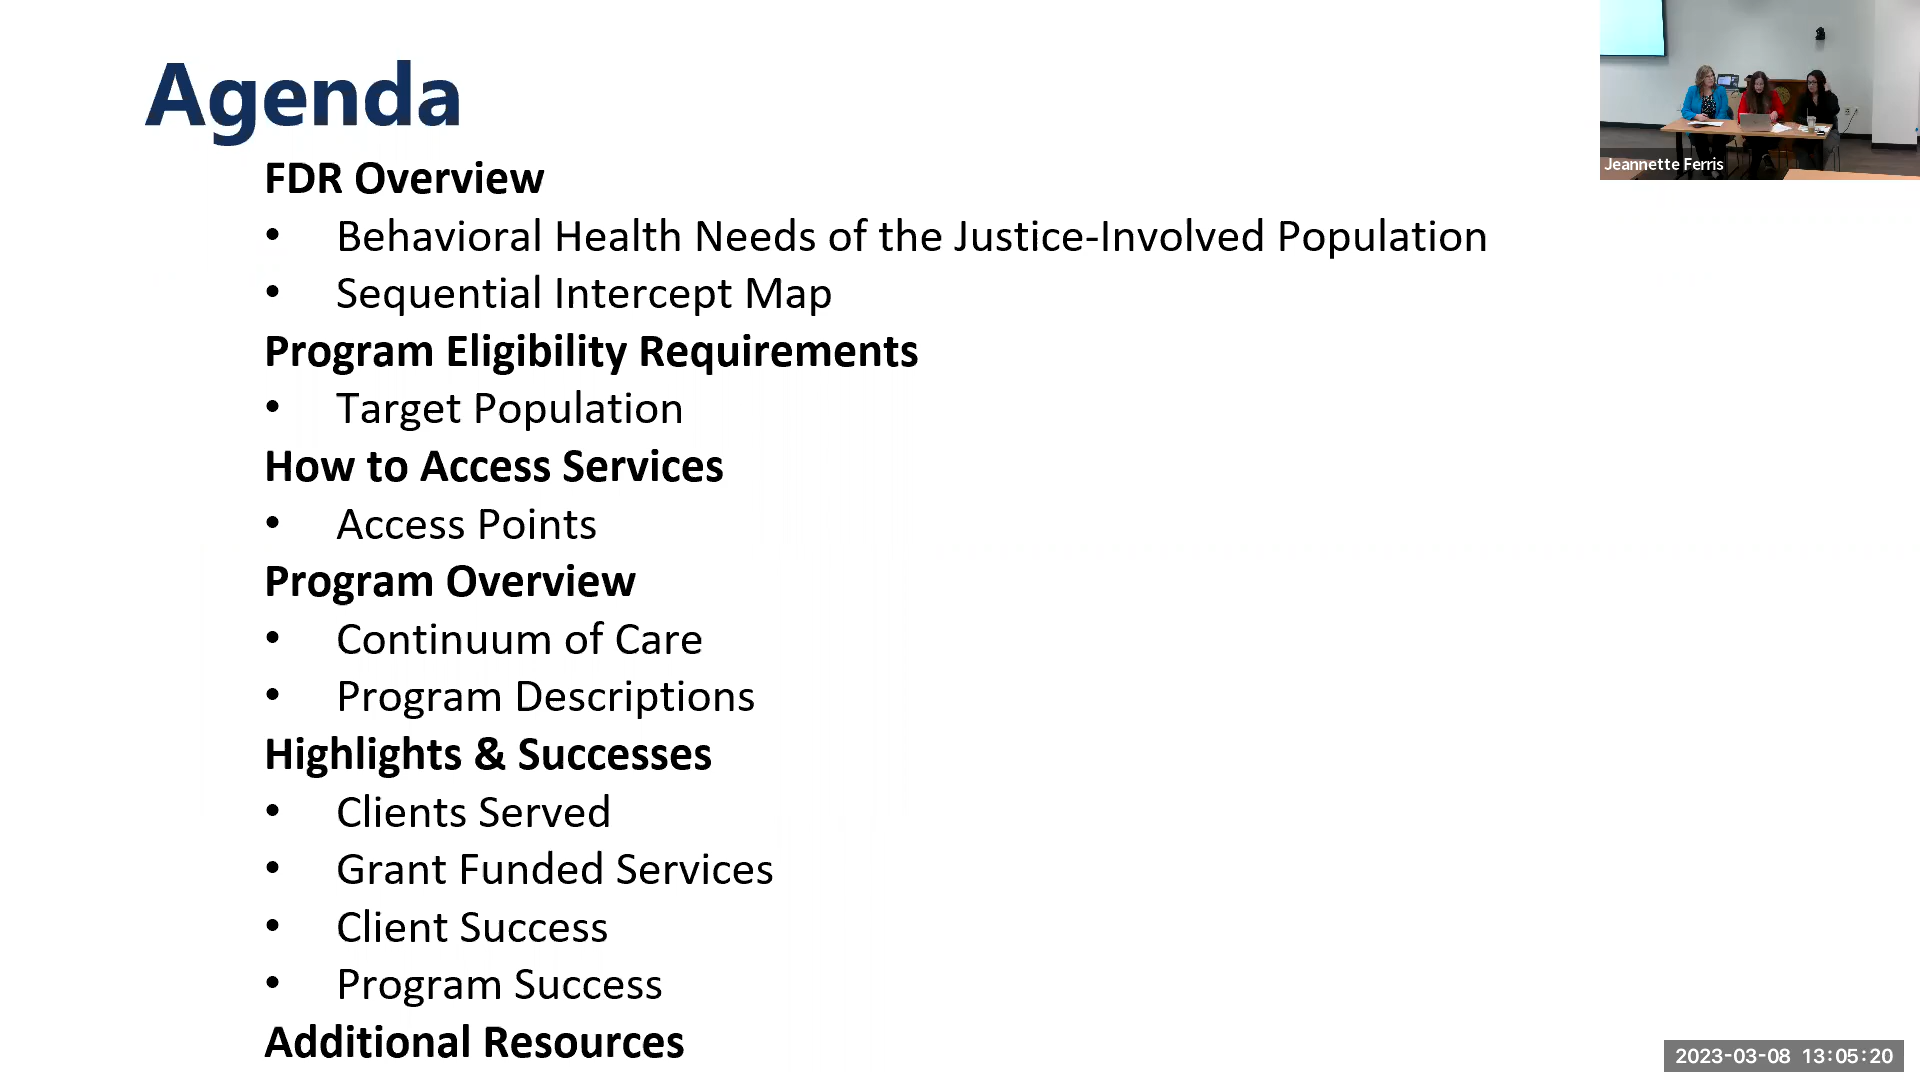 Agenda
FDR Overview
• Behavioral Health Needs of the Justice-Involved Population
• Sequential Intercept Map
Program Eligibility Requirements
• Target Population
How to Access Services
• Access Points
Program Overview
• Continuum of Care
• Program Descriptions
Highlights & Successes
• Clients Served
• Grant Funded Services
• Client Success
• Program Success
Additional Resources
Jeannette Ferris
2023-03-08 13:05:20